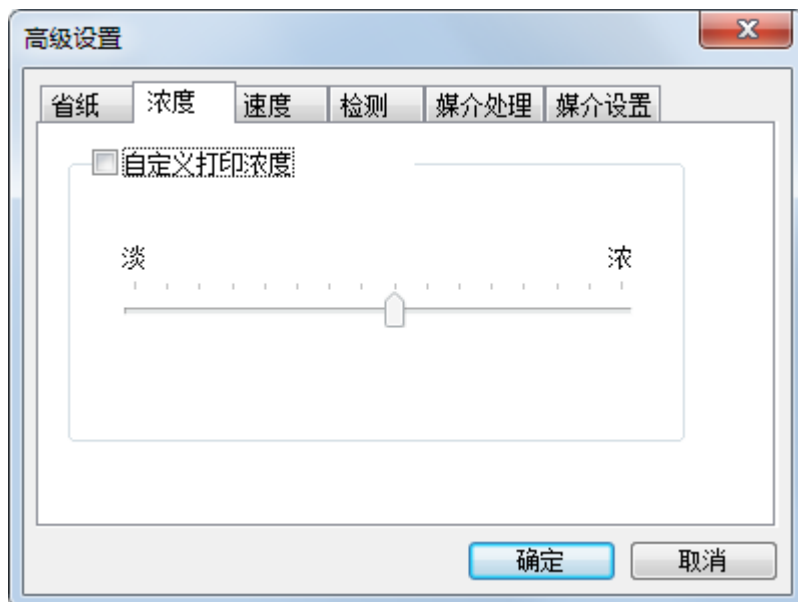 高级设置
省纸 浓度 速度 检测 媒介处理 媒介设置
自定义打印浓度
淡 浓
确定 取消